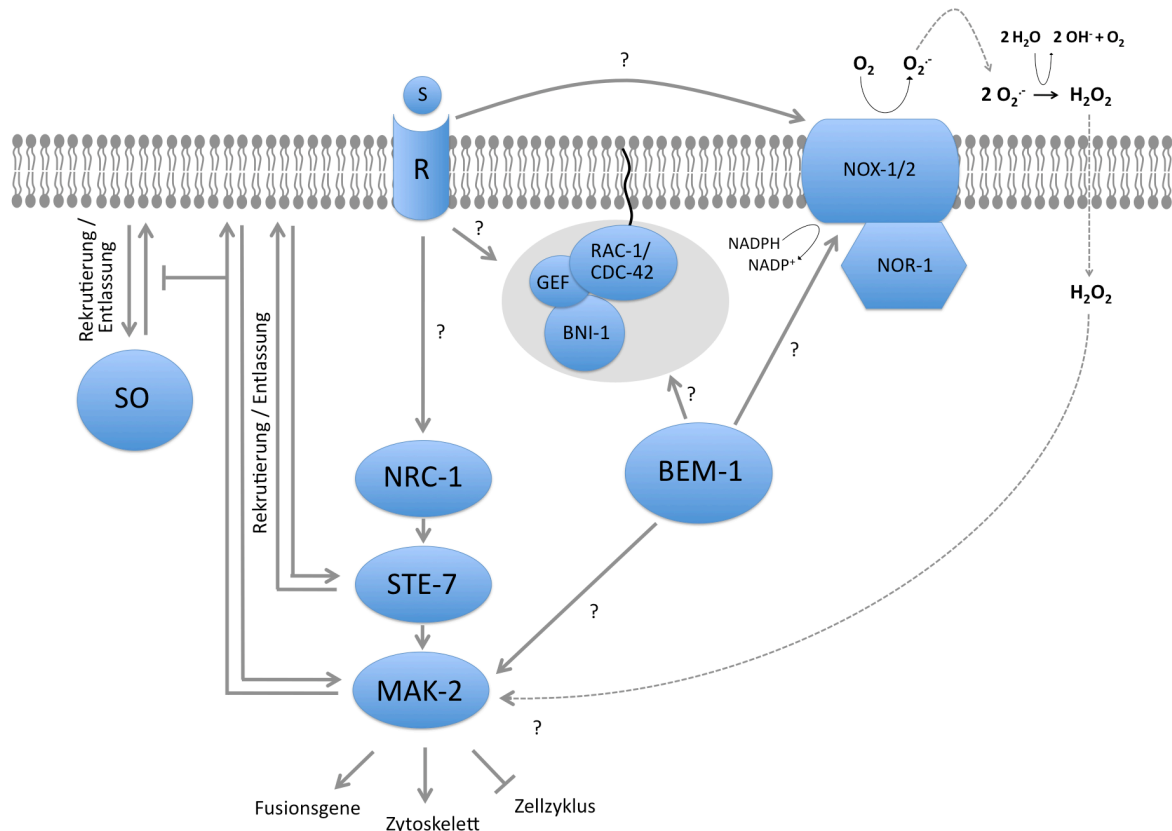 2 H₂O 2 OH⁻ + O₂
?
O₂ O₂·⁻
S
2 O₂·⁻ H₂O₂
R
NOX-1/2
?
Rekrutierung /
Entlassung
RAC-1/
CDC-42
NADPH
NADP⁺
GEF
NOR-1
H₂O₂
BNI-1
?
?
Rekrutierung / Entlassung
SO
?
NRC-1
BEM-1
STE-7
?
MAK-2
?
Fusionsgene
Zytoskelett
Zellzyklus